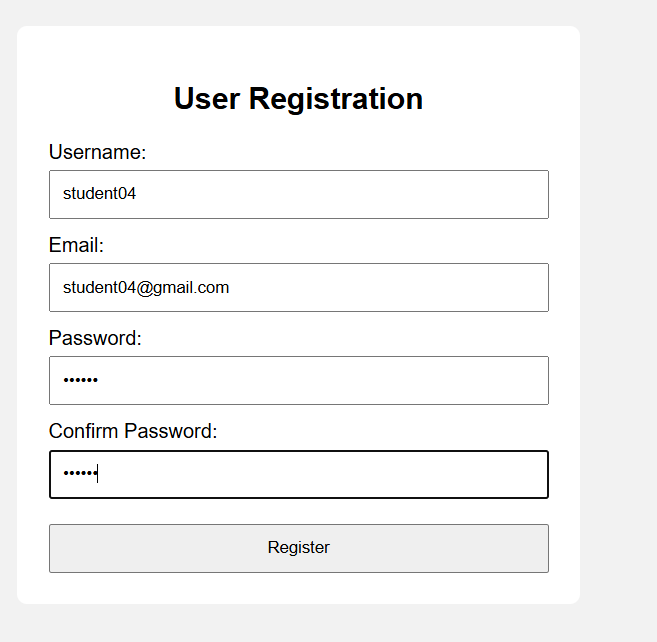 User Registration
Username:
student04
Email:
student04@gmail.com
Password:
••••••
Confirm Password:
••••••
Register